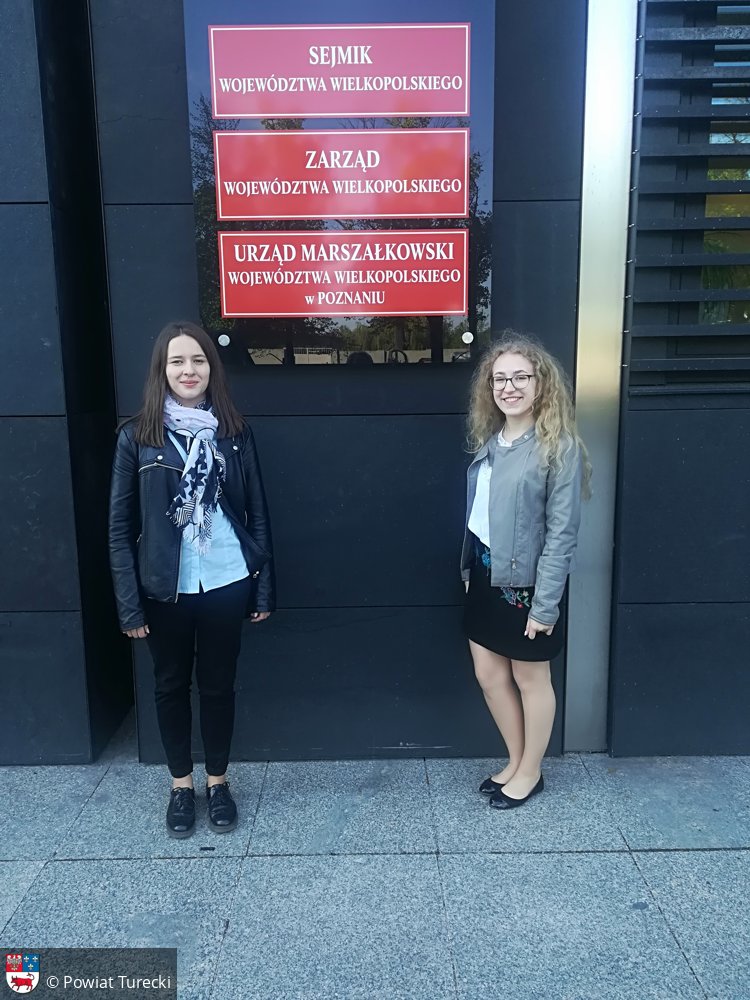 SEJMIK
WOJEWÓDZTWA WIELKOPOLSKIEGO
ZARZĄD
WOJEWÓDZTWA WIELKOPOLSKIEGO
URZĄD MARSZAŁKOWSKI
WOJEWÓDZTWA WIELKOPOLSKIEGO
w POZNANIU
© Powiat Turecki